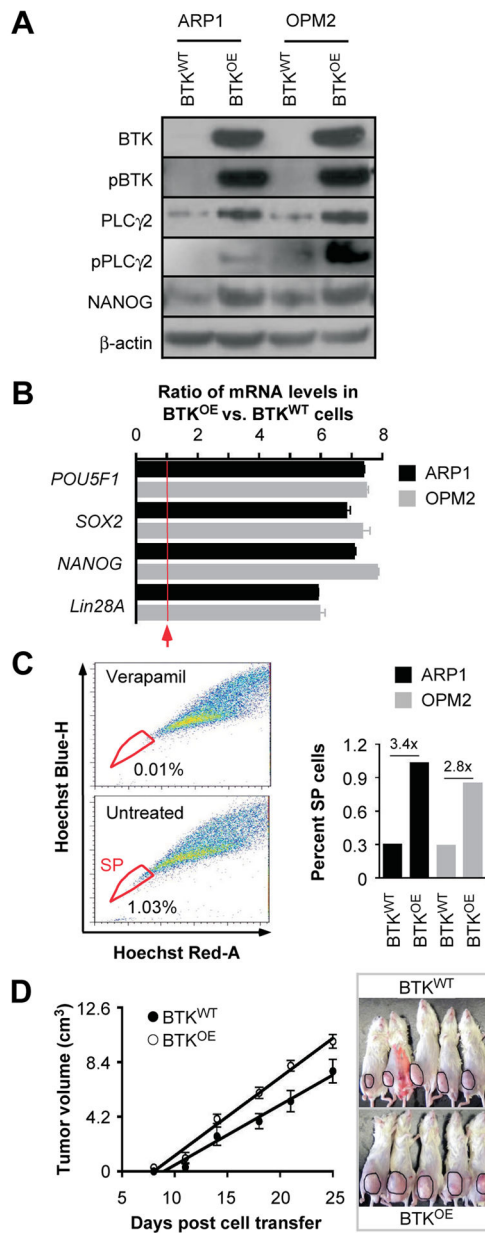 A
ARP1 OPM2
BTKWT BTKOE BTKWT BTKOE
BTK
pBTK
PLCγ2
pPLCγ2
NANOG
β-actin
B
Ratio of mRNA levels in
BTKOE vs. BTKWT cells
0 2 4 6 8
POU5F1
SOX2
NANOG
Lin28A
ARP1
OPM2
C
Hoechst Blue-H
Verapamil
0.01%
Untreated
SP
1.03%
Hoechst Red-A
ARP1
OPM2
Percent SP cells
1.2
0.9
0.6
0.3
0
3.4x
2.8x
BTKWT BTKOE BTKWT BTKOE
D
Tumor volume (cm3)
12.6
8.4
4.2
0
BTKWT
BTKOE
5 10 15 20 25
Days post cell transfer
BTKWT
BTKOE